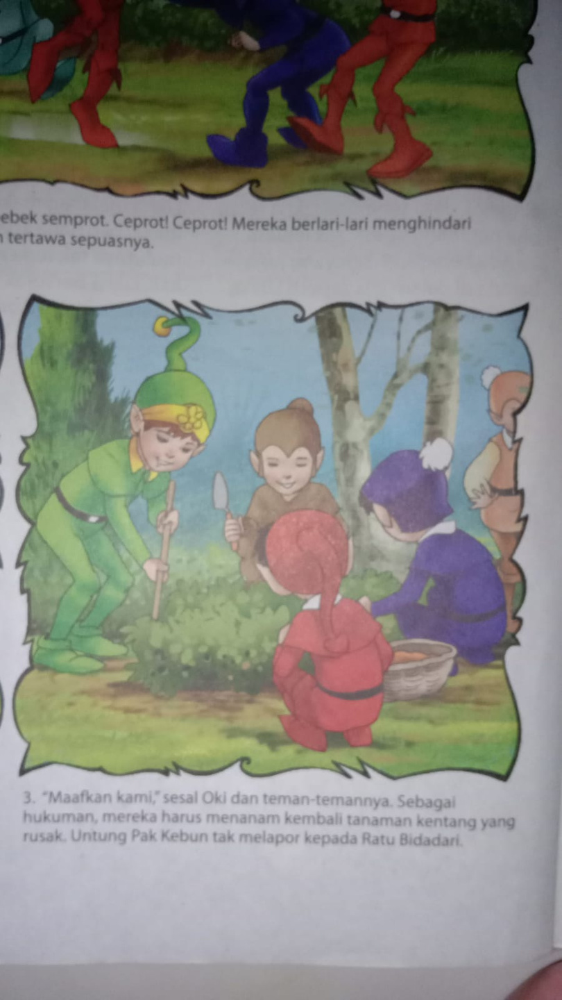 ebek semprot. Ceprot! Ceprot! Mereka berlari-lari menghindari
tertawa sepuasnya.
3. “Maafkan kami,” sesal Oki dan teman-temannya. Sebagai
hukuman, mereka harus menanam kembali tanaman kentang yang
rusak. Untung Pak Kebun tak melapor kepada Ratu Bidadari.